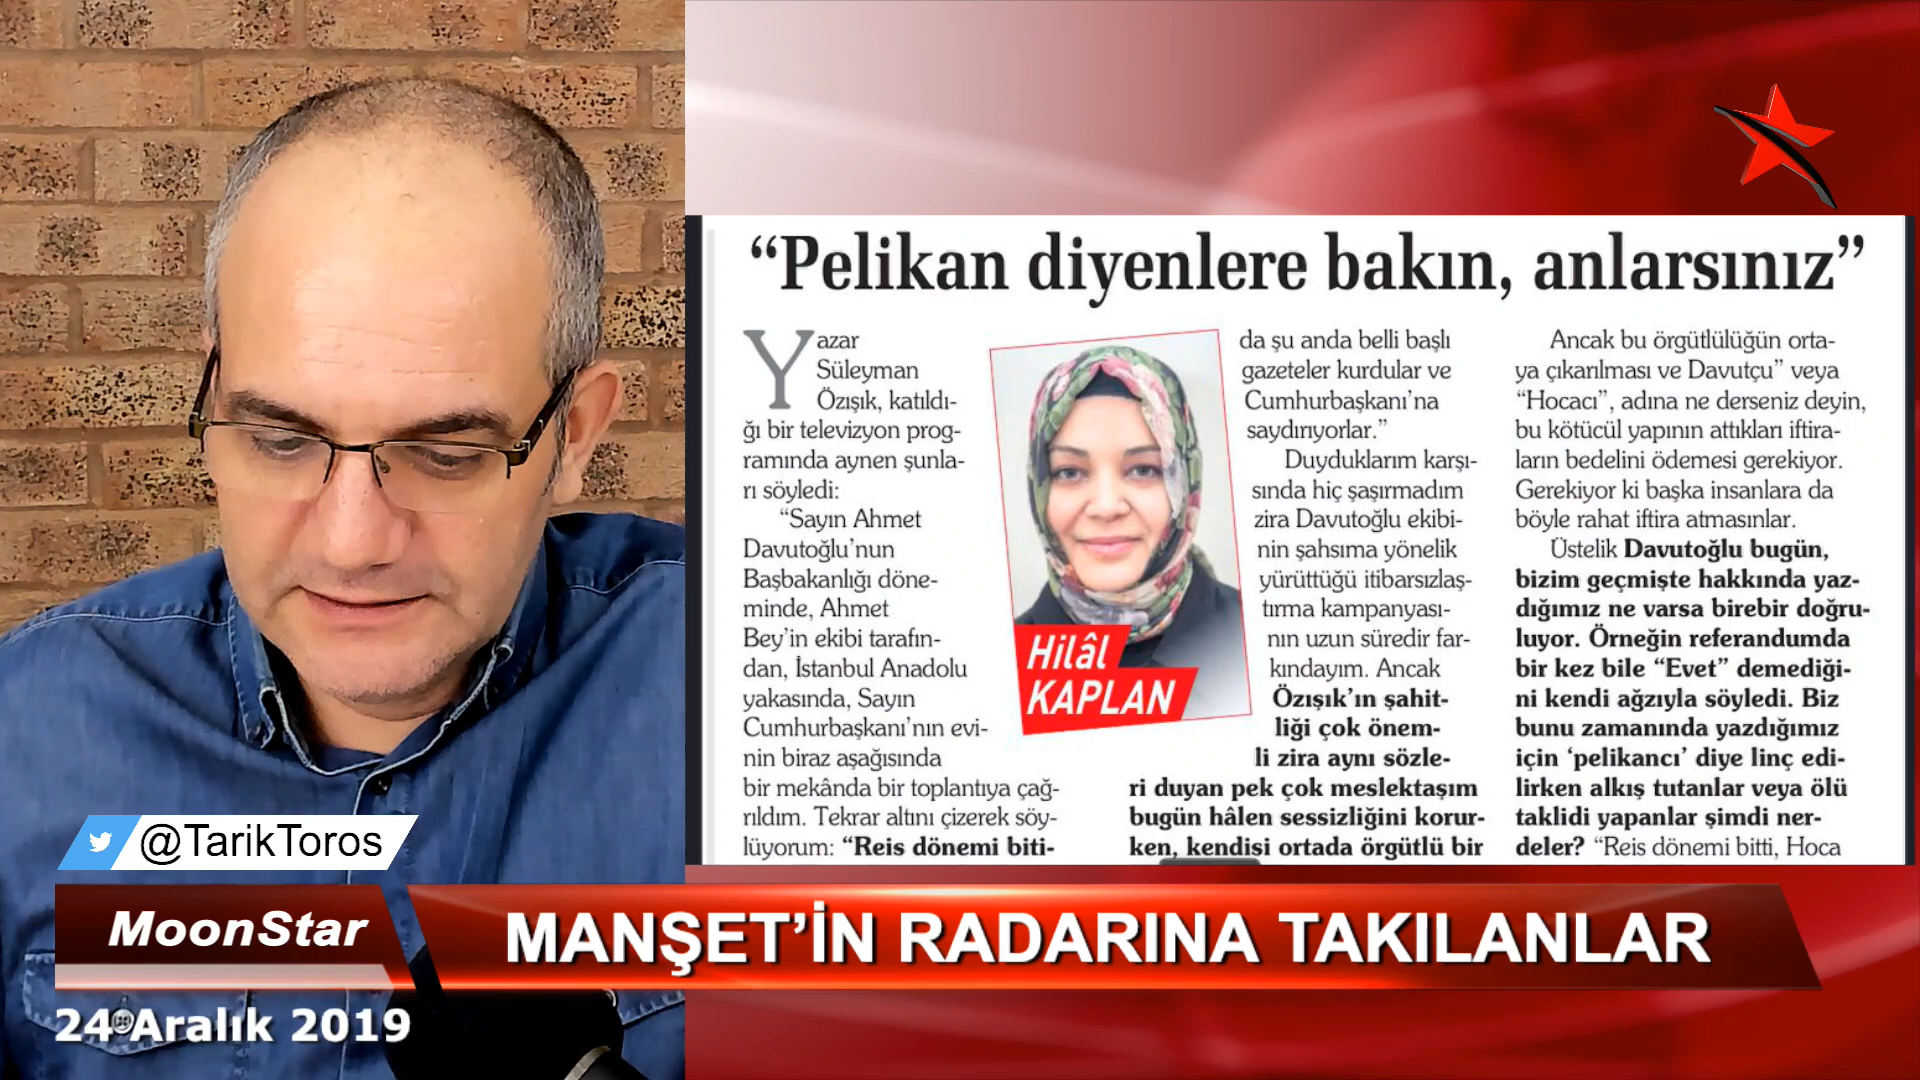 “Pelikan diyenlere bakın, anlarsınız”
Yazar
Süleyman
Özışık, katıldı-
ğı bir televizyon prog-
ramında aynen şunla-
rı söyledi:
“Sayın Ahmet
Davutoğlu’nun
Başbakanlığı döne-
minde, Ahmet
Bey’in ekibi tarafın-
dan, İstanbul Anadolu
yakasında, Sayın
Cumhurbaşkanı’nın evi-
nin biraz aşağısında
bir mekânda bir toplantıya çağ-
rıldım. Tekrar altını çizerek söy-
lüyorum: “Reis dönemi biti-
Hilâl
KAPLAN
da şu anda belli başlı
gazeteler kurdular ve
Cumhurbaşkanı’na
saydırıyorlar.”
Duyduklarım karşı-
sında hiç şaşırmadım
zira Davutoğlu ekibi-
nin şahsıma yönelik
yürüttüğü itibarsızlaş-
tırma kampanyası-
nın uzun süredir far-
kındayım. Ancak
Özışık’ın şahit-
liği çok önem-
li zira aynı sözle-
ri duyan pek çok meslektaşım
bugün hâlen sessizliğini korur-
ken, kendisi ortada örgütlü bir
Ancak bu örgütlülüğün orta-
ya çıkarılması ve Davutçu” veya
“Hocacı”, adına ne derseniz deyin,
bu kötücül yapının attıkları iftira-
ların bedelini ödemesi gerekiyor.
Gerekiyor ki başka insanlara da
böyle rahat iftira atmasınlar.
Üstelik Davutoğlu bugün,
bizim geçmişte hakkında yaz-
dığımız ne varsa birebir doğru-
luyor. Örneğin referandumda
bir kez bile “Evet” demediği-
ni kendi ağzıyla söyledi. Biz
bunu zamanında yazdığımız
için ‘pelikancı’ diye linç edi-
lirken alkış tutanlar veya ölü
taklidi yapanlar şimdi ner-
deler? “Reis dönemi bitti, Hoca
@TarikToros
MoonStar
MANŞET’İN RADARINA TAKILANLAR
24 Aralık 2019